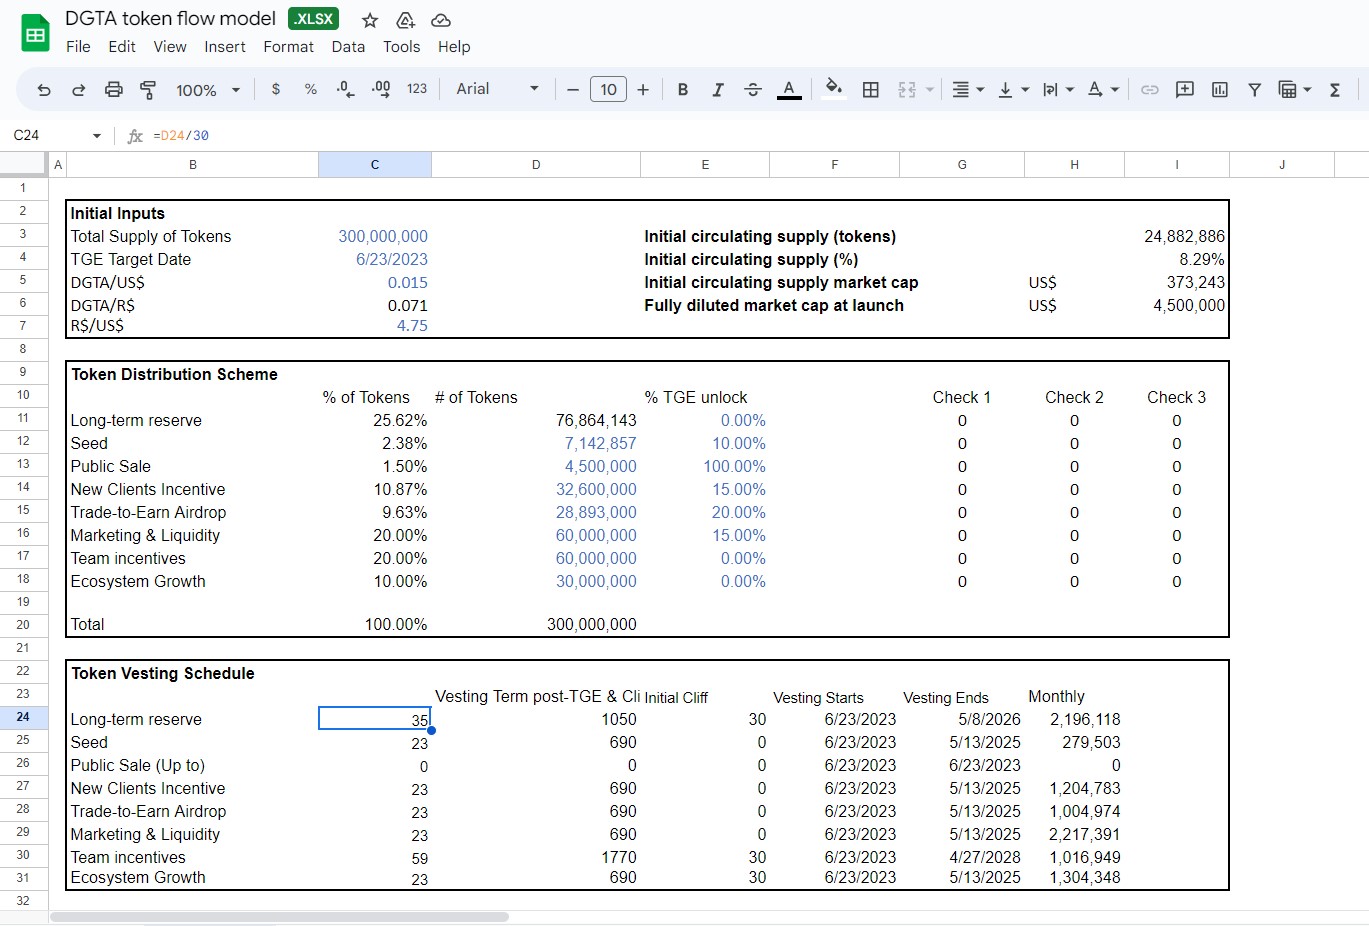 DGTA token flow model .XLSX
File Edit View Insert Format Data Tools Help
100% $ % .0 .00 123 Arial 10 B I A
C24 fx =D24/30
A B C D E F G H I J
1
2 Initial Inputs
3 Total Supply of Tokens 300,000,000 Initial circulating supply (tokens) 24,882,886
4 TGE Target Date 6/23/2023 Initial circulating supply (%) 8.29%
5 DGTA/US$ 0.015 Initial circulating supply market cap US$ 373,243
6 DGTA/R$ 0.071 Fully diluted market cap at launch US$ 4,500,000
7 R$/US$ 4.75
8
9 Token Distribution Scheme
10 % of Tokens # of Tokens % TGE unlock Check 1 Check 2 Check 3
11 Long-term reserve 25.62% 76,864,143 0.00% 0 0 0
12 Seed 2.38% 7,142,857 10.00% 0 0 0
13 Public Sale 1.50% 4,500,000 100.00% 0 0 0
14 New Clients Incentive 10.87% 32,600,000 15.00% 0 0 0
15 Trade-to-Earn Airdrop 9.63% 28,893,000 20.00% 0 0 0
16 Marketing & Liquidity 20.00% 60,000,000 15.00% 0 0 0
17 Team incentives 20.00% 60,000,000 0.00% 0 0 0
18 Ecosystem Growth 10.00% 30,000,000 0.00% 0 0 0
19
20 Total 100.00% 300,000,000
21
22 Token Vesting Schedule
23 Vesting Term post-TGE & Cli Initial Cliff Vesting Starts Vesting Ends Monthly
24 Long-term reserve 35 1050 30 6/23/2023 5/8/2026 2,196,118
25 Seed 23 690 0 6/23/2023 5/13/2025 279,503
26 Public Sale (Up to) 0 0 0 6/23/2023 6/23/2023 0
27 New Clients Incentive 23 690 0 6/23/2023 5/13/2025 1,204,783
28 Trade-to-Earn Airdrop 23 690 0 6/23/2023 5/13/2025 1,004,974
29 Marketing & Liquidity 23 690 0 6/23/2023 5/13/2025 2,217,391
30 Team incentives 59 1770 30 6/23/2023 4/27/2028 1,016,949
31 Ecosystem Growth 23 690 30 6/23/2023 5/13/2025 1,304,348
32